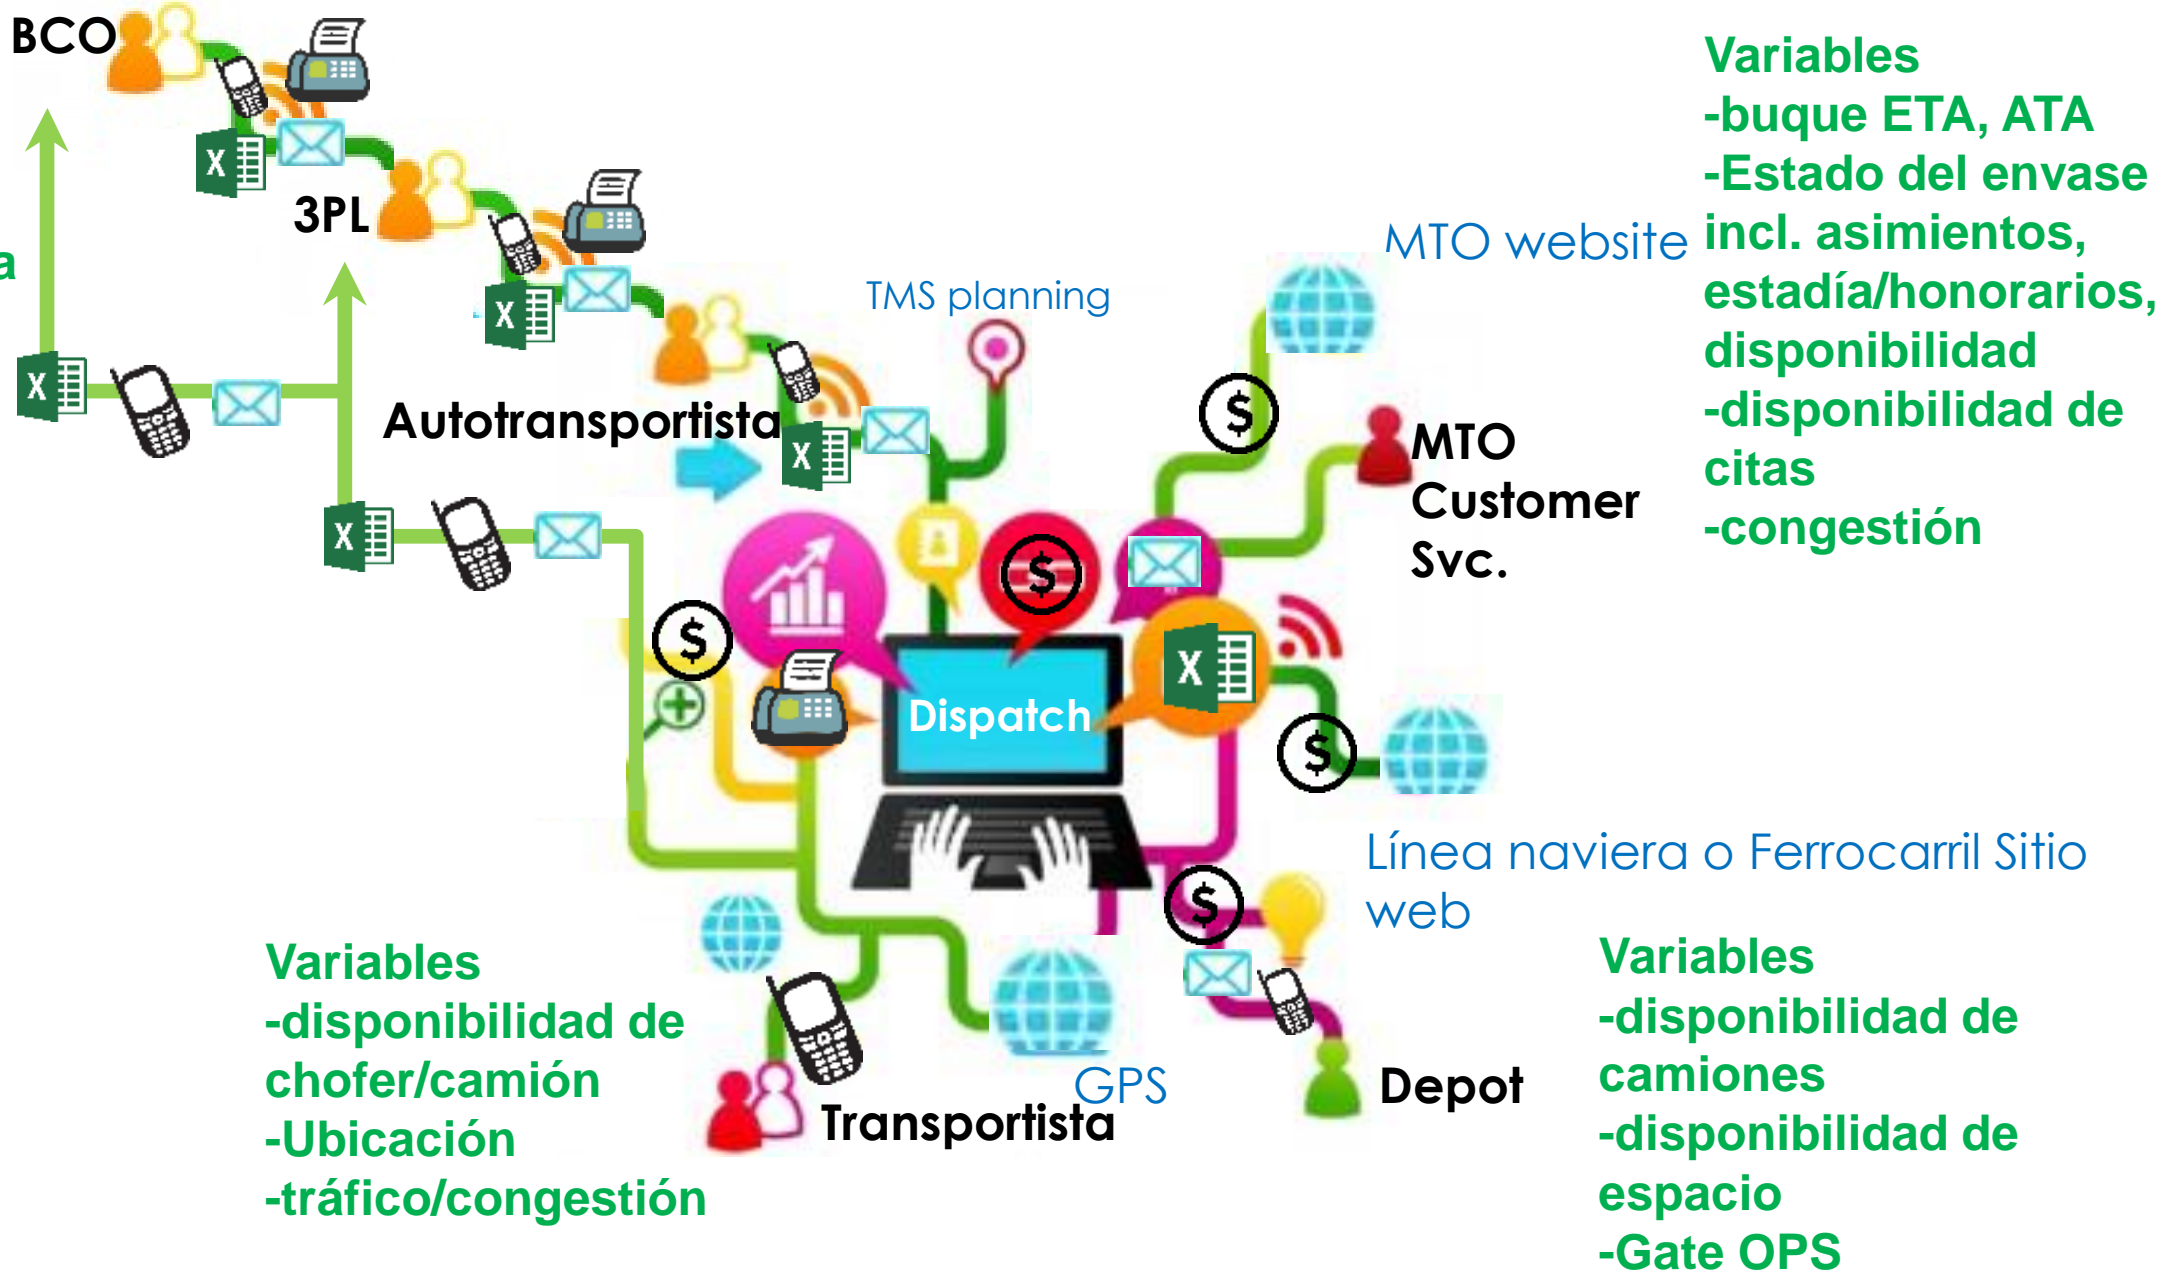 BCO
3PL
Autotransportista
TMS planning
MTO website
MTO
Customer
Svc.
Variables
-buque ETA, ATA
-Estado del envase
incl. asimientos,
estadía/honorarios,
disponibilidad
-disponibilidad de
citas
-congestión
a
X
X
X
X
X
X
$
$
$
$
$
Dispatch
Línea naviera o Ferrocarril Sitio
web
Variables
-disponibilidad de
chofer/camión
-Ubicación
-tráfico/congestión
GPS
Transportista
Depot
Variables
-disponibilidad de
camiones
-disponibilidad de
espacio
-Gate OPS